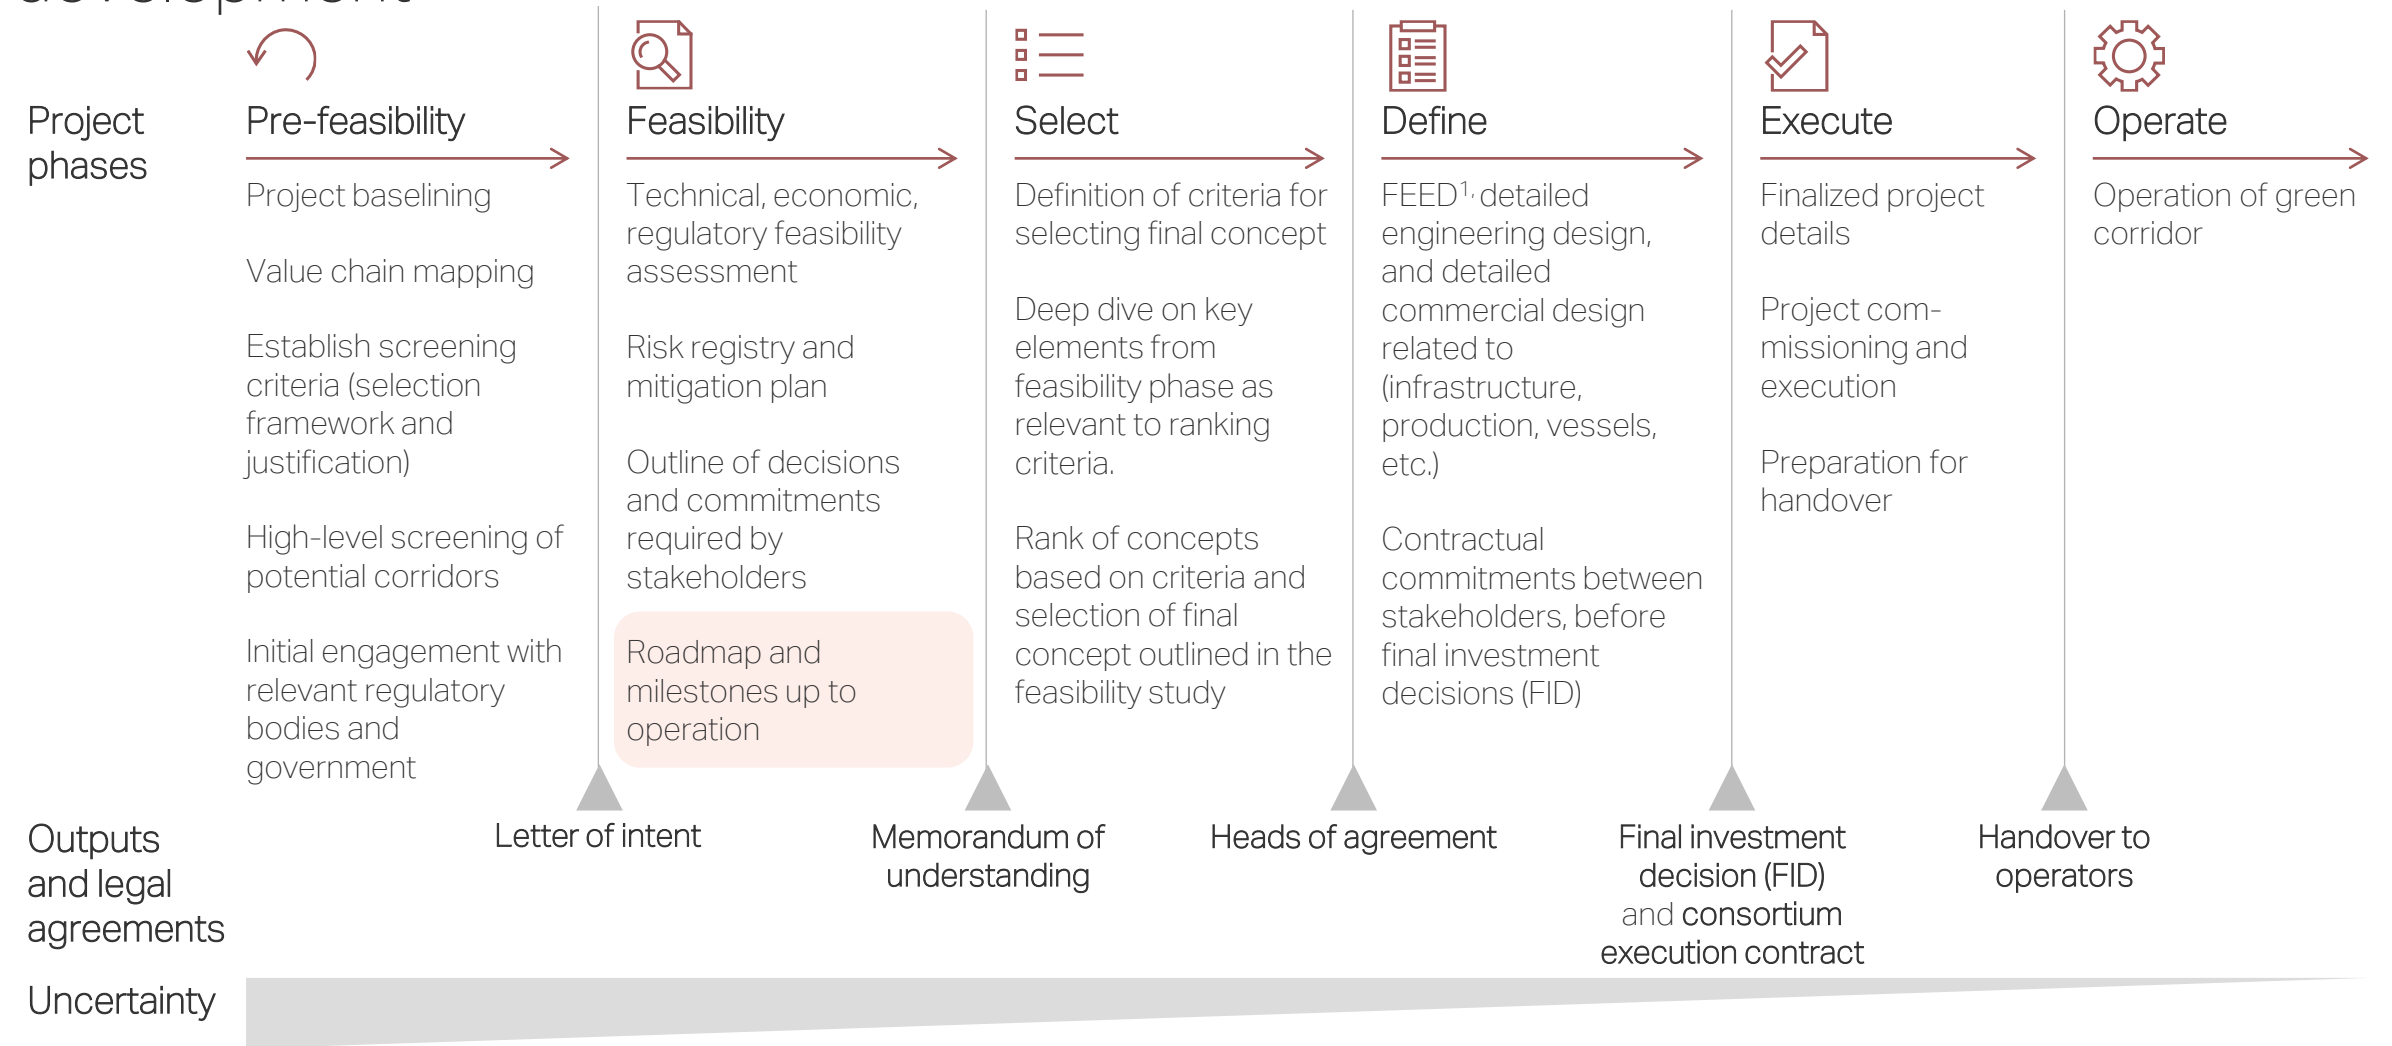 development
Project
phases
Pre-feasibility
Project baselining
Value chain mapping
Establish screening
criteria (selection
framework and
justification)
High-level screening of
potential corridors
Initial engagement with
relevant regulatory
bodies and
government
Feasibility
Technical, economic,
regulatory feasibility
assessment
Risk registry and
mitigation plan
Outline of decisions
and commitments
required by
stakeholders
Roadmap and
milestones up to
operation
Select
Definition of criteria for
selecting final concept
Deep dive on key
elements from
feasibility phase as
relevant to ranking
criteria.
Rank of concepts
based on criteria and
selection of final
concept outlined in the
feasibility study
Define
FEED¹, detailed
engineering design,
and detailed
commercial design
related to
(infrastructure,
production, vessels,
etc.)
Contractual
commitments between
stakeholders, before
final investment
decisions (FID)
Execute
Finalized project
details
Project com-
missioning and
execution
Preparation for
handover
Operate
Operation of green
corridor
Outputs
and legal
agreements
Letter of intent
Memorandum of
understanding
Heads of agreement
Final investment
decision (FID)
and consortium
execution contract
Handover to
operators
Uncertainty